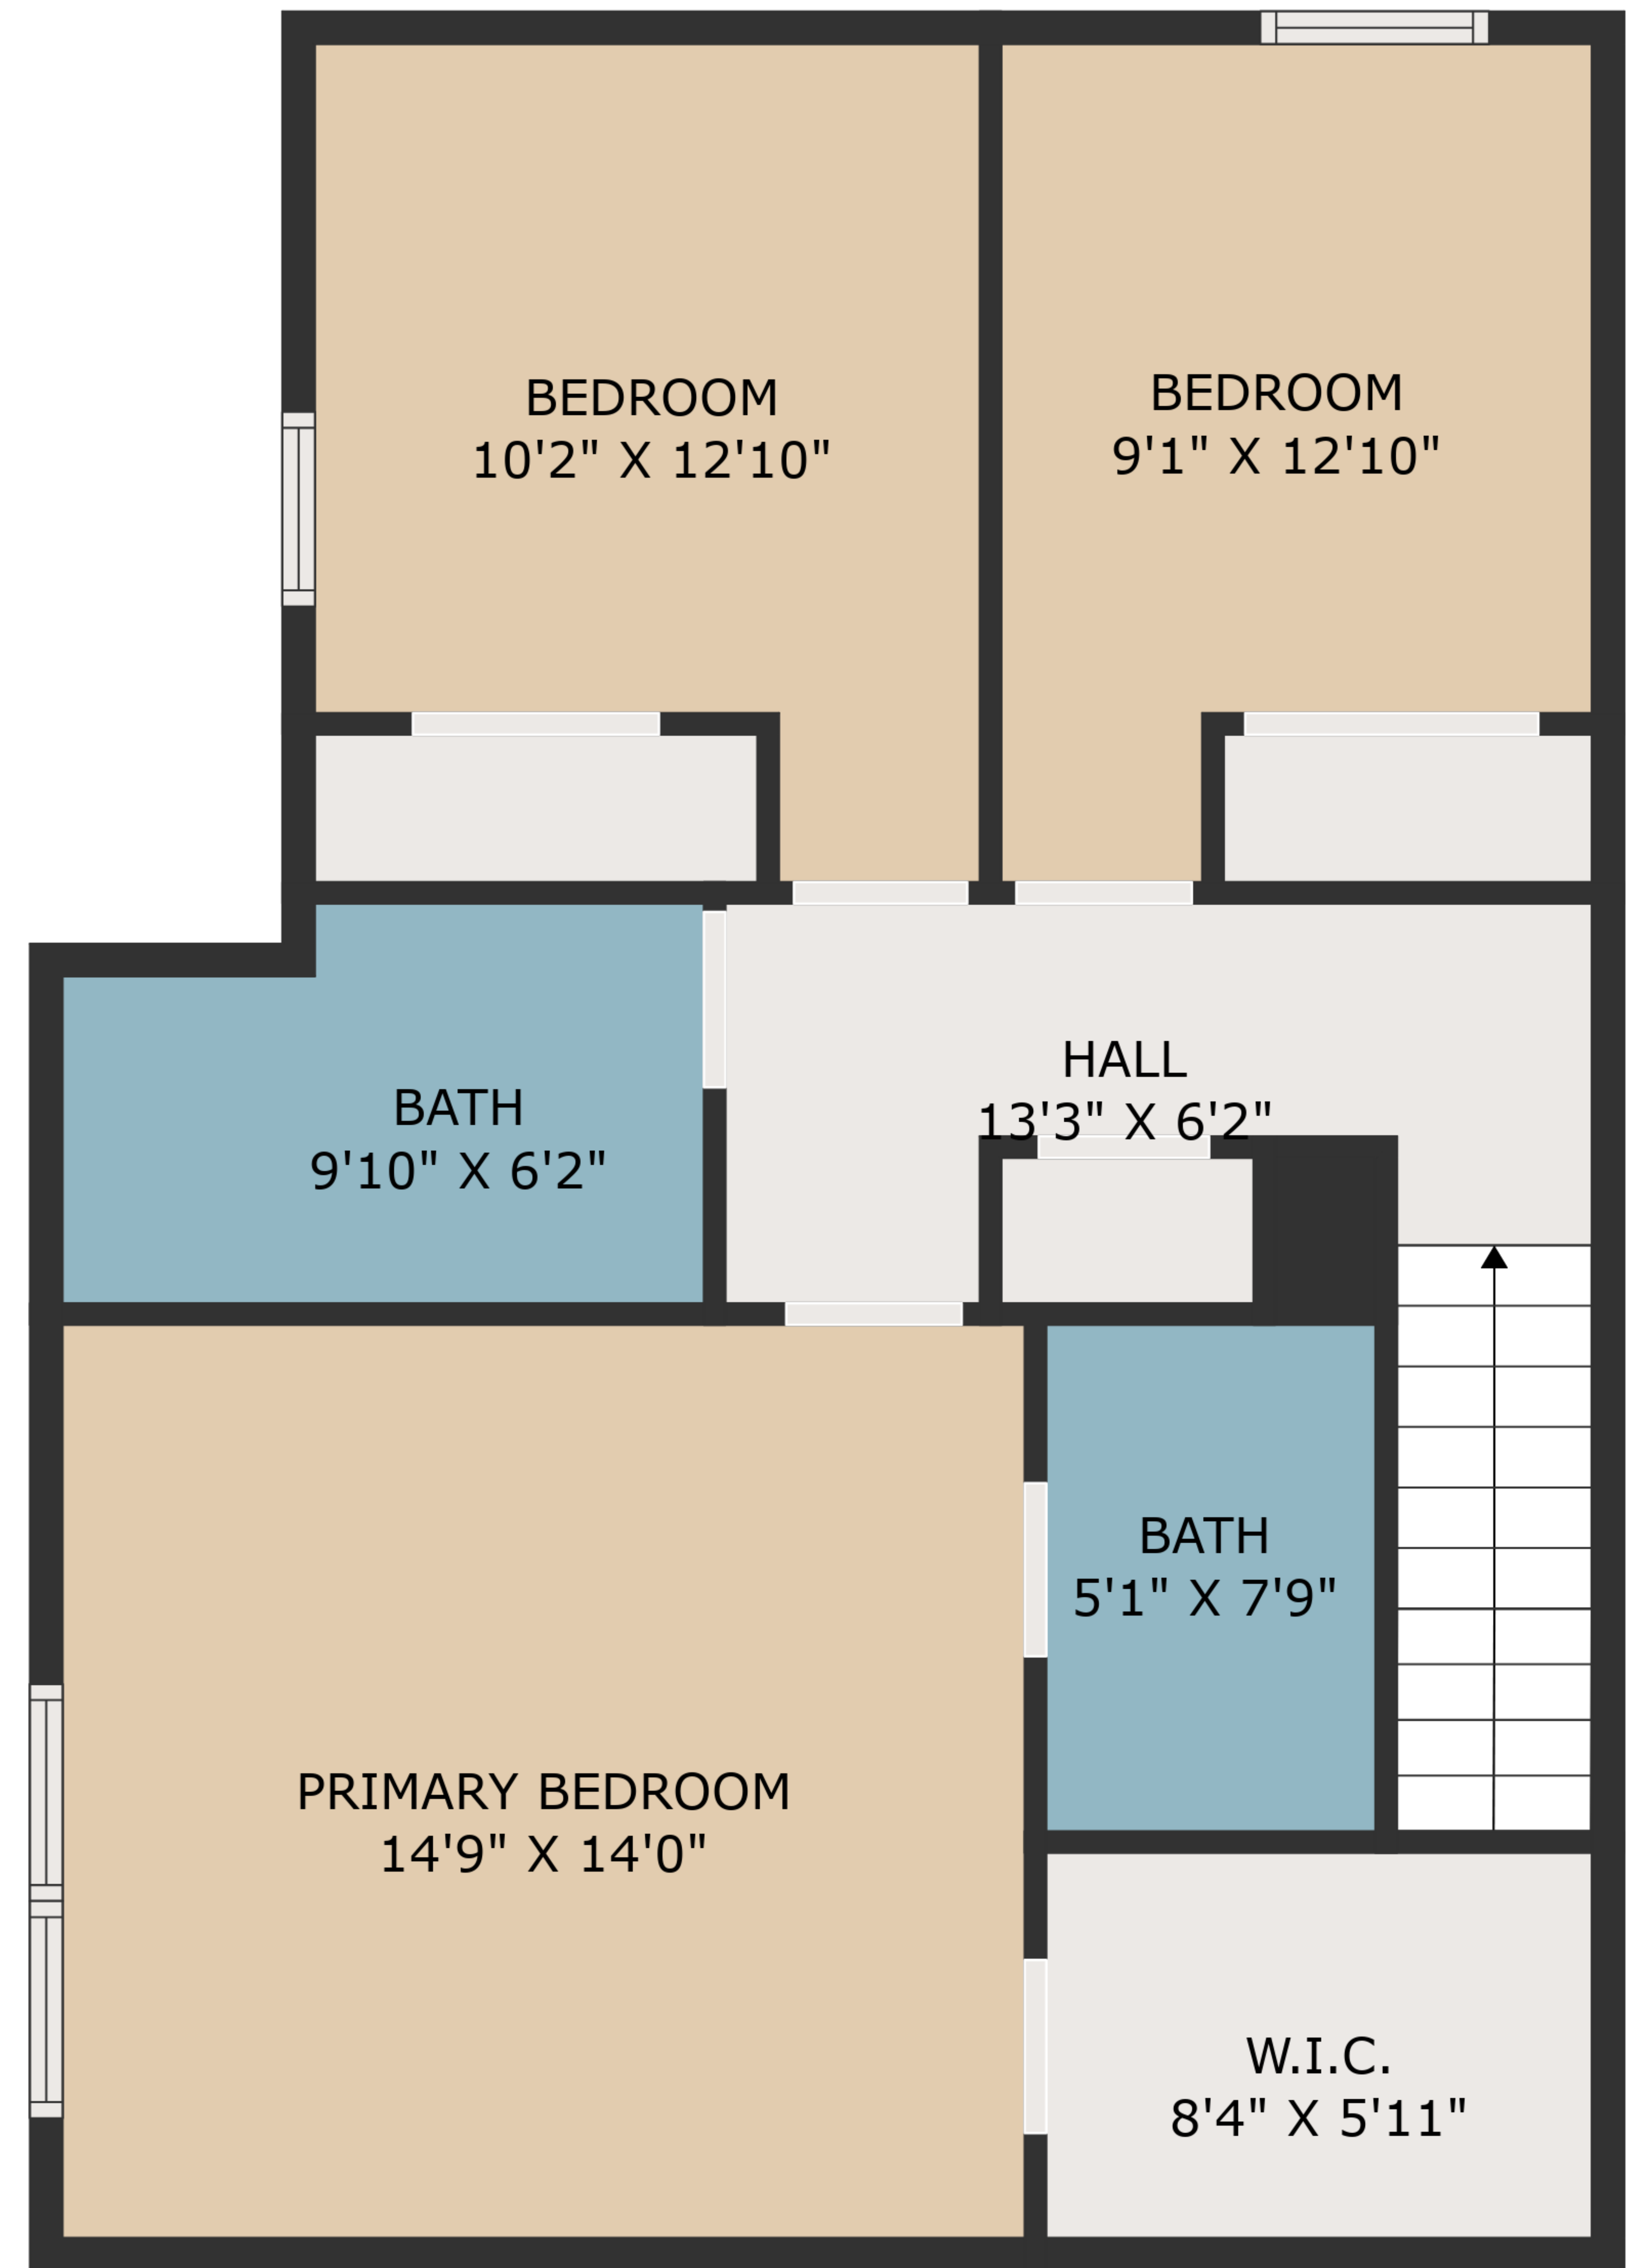 BEDROOM
10'2" X 12'10"
BEDROOM
9'1" X 12'10"
HALL
13'3" X 6'2"
BATH
9'10" X 6'2"
BATH
5'1" X 7'9"
PRIMARY BEDROOM
14'9" X 14'0"
W.I.C.
8'4" X 5'11"